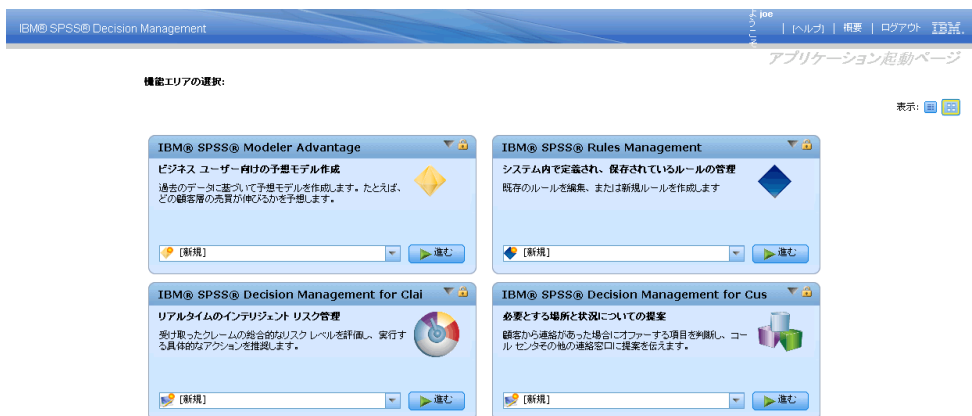 IBM® SPSS® Decision Management
ようこそ joe | [ヘルプ] | 概要 | ログアウト IBM.
アプリケーション起動ページ
機能エリアの選択:
表示:
IBM® SPSS® Modeler Advantage
ビジネス ユーザー向けの予想モデル作成
過去のデータに基づいて予想モデルを作成します。たとえば、
どの顧客層の売買が伸びるかを予想します。
[新規]
進む
IBM® SPSS® Rules Management
システム内で定義され、保存されているルールの管理
既存のルールを編集、または新規ルールを作成します
[新規]
進む
IBM® SPSS® Decision Management for Clai
リアルタイムのインテリジェント リスク管理
受け取ったクレームの総合的なリスク レベルを評価し、実行す
る具体的なアクションを推奨します。
[新規]
進む
IBM® SPSS® Decision Management for Cus
必要とする場所と状況についての提案
顧客から連絡があった場合にオファーする項目を判断し、コー
ル センタその他の連絡窓口に提案を伝えます。
[新規]
進む